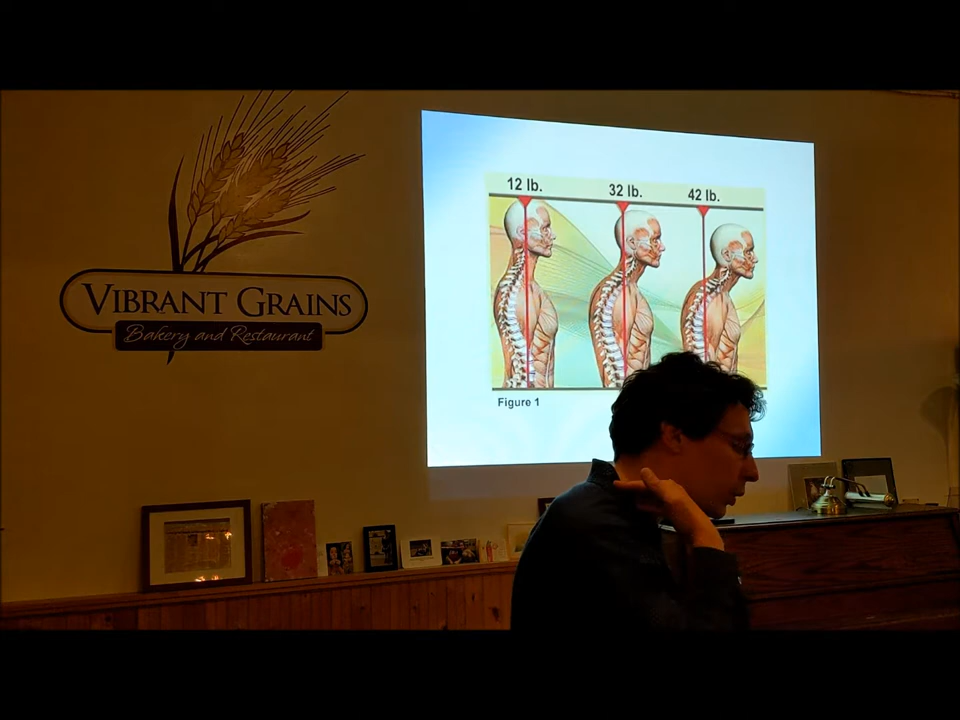 VIBRANT GRAINS
Bakery and Restaurant
12 lb.
32 lb.
42 lb.
Figure 1